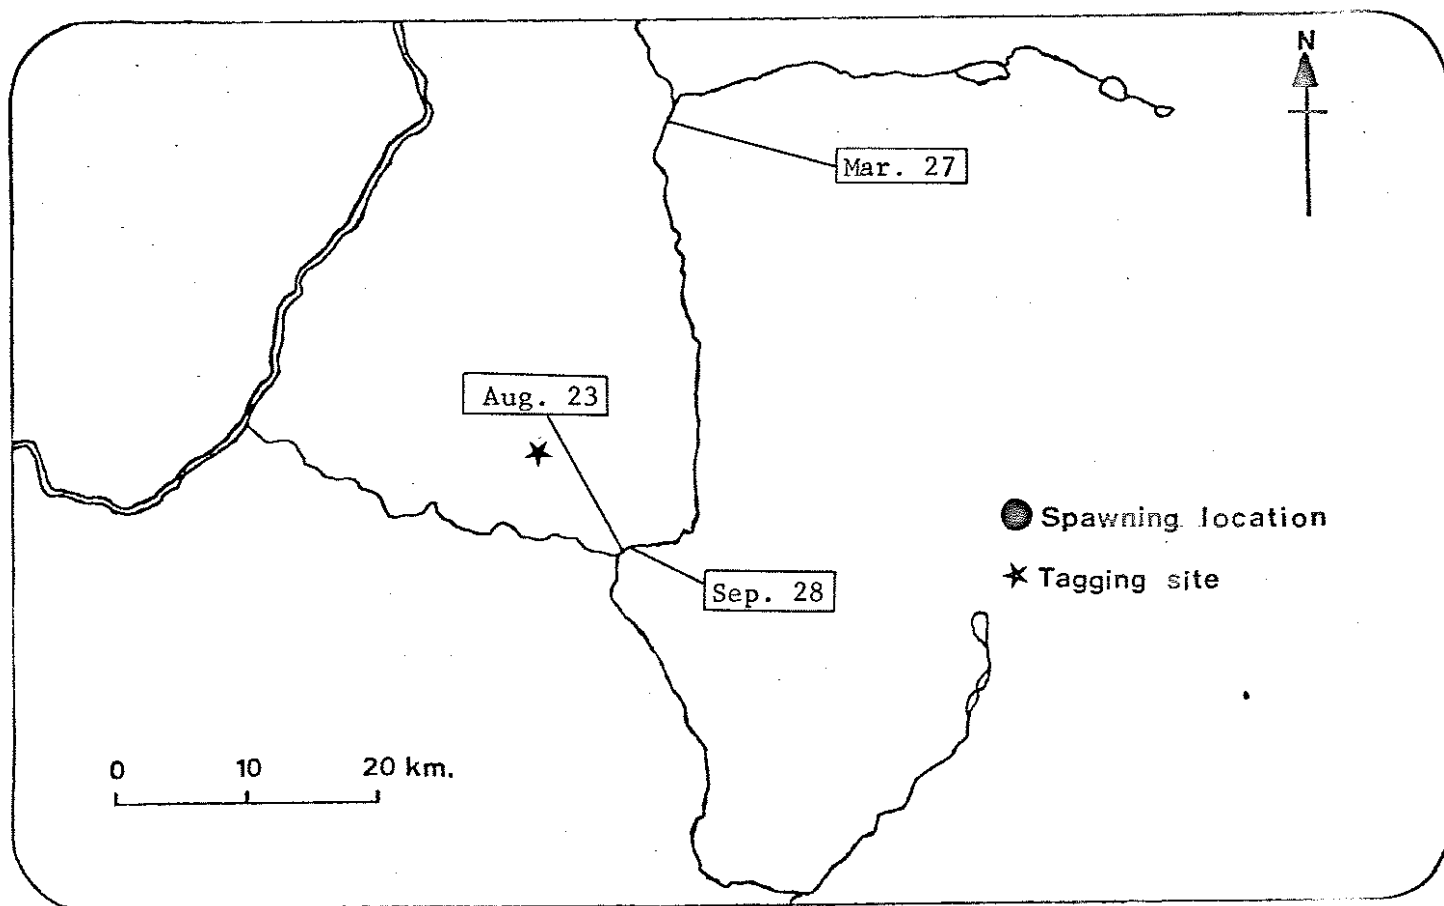 N
Mar. 27
Aug. 23
Spawning location
Tagging site
Sep. 28
0 10 20 km.